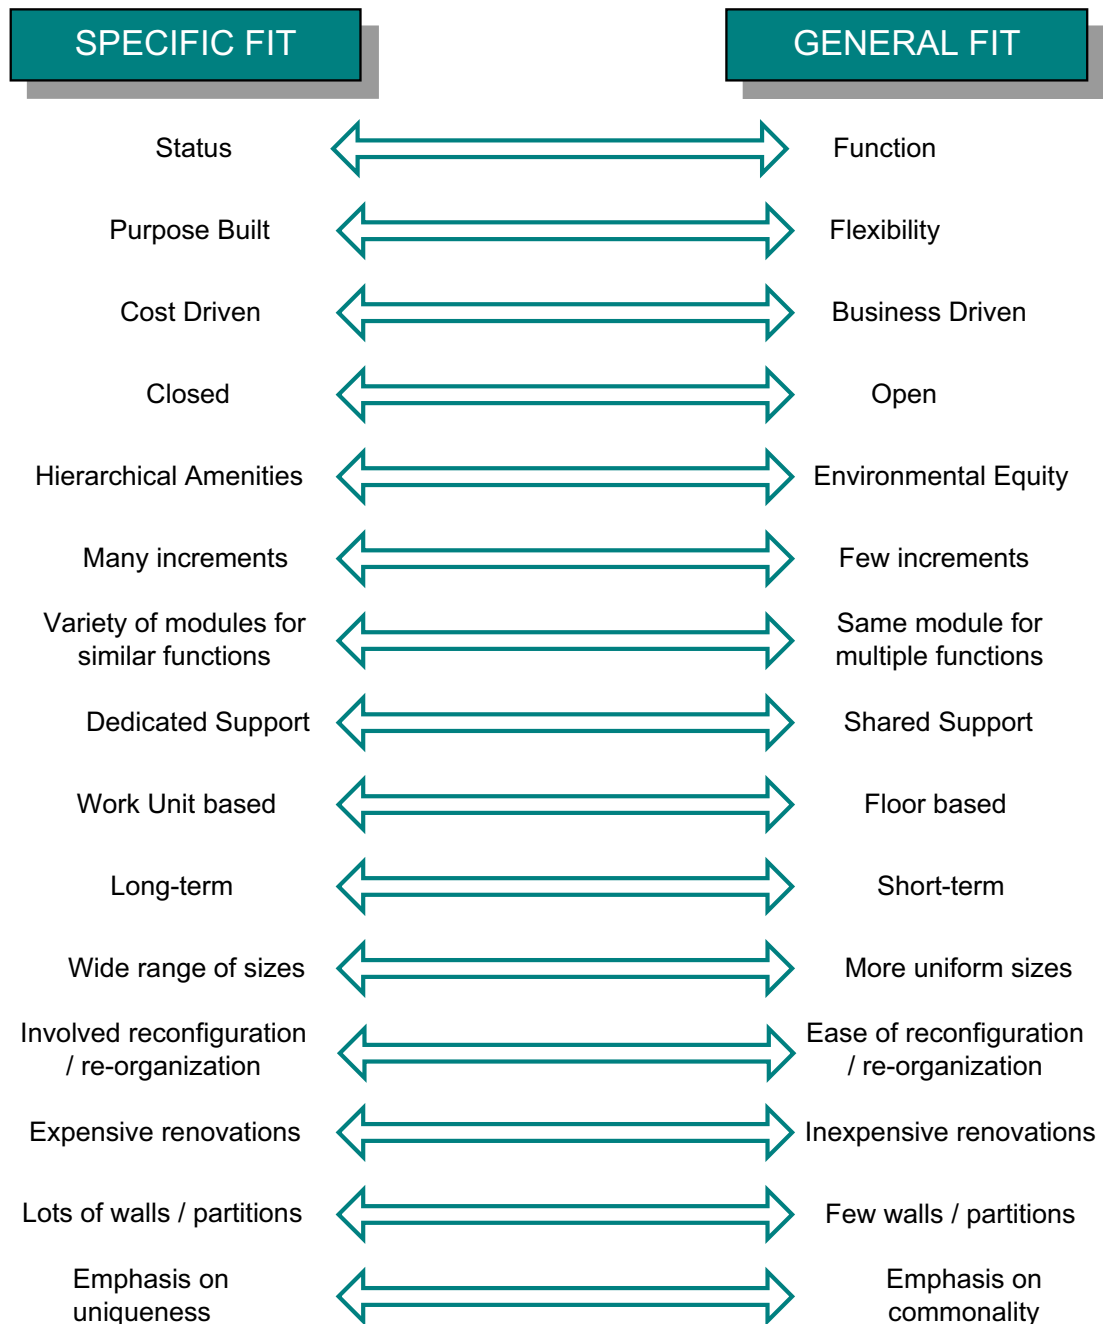 SPECIFIC FIT
GENERAL FIT
Status
Function
Purpose Built
Flexibility
Cost Driven
Business Driven
Closed
Open
Hierarchical Amenities
Environmental Equity
Many increments
Few increments
Variety of modules for
similar functions
Same module for
multiple functions
Dedicated Support
Shared Support
Work Unit based
Floor based
Long-term
Short-term
Wide range of sizes
More uniform sizes
Involved reconfiguration
/ re-organization
Ease of reconfiguration
/ re-organization
Expensive renovations
Inexpensive renovations
Lots of walls / partitions
Few walls / partitions
Emphasis on
uniqueness
Emphasis on
commonality